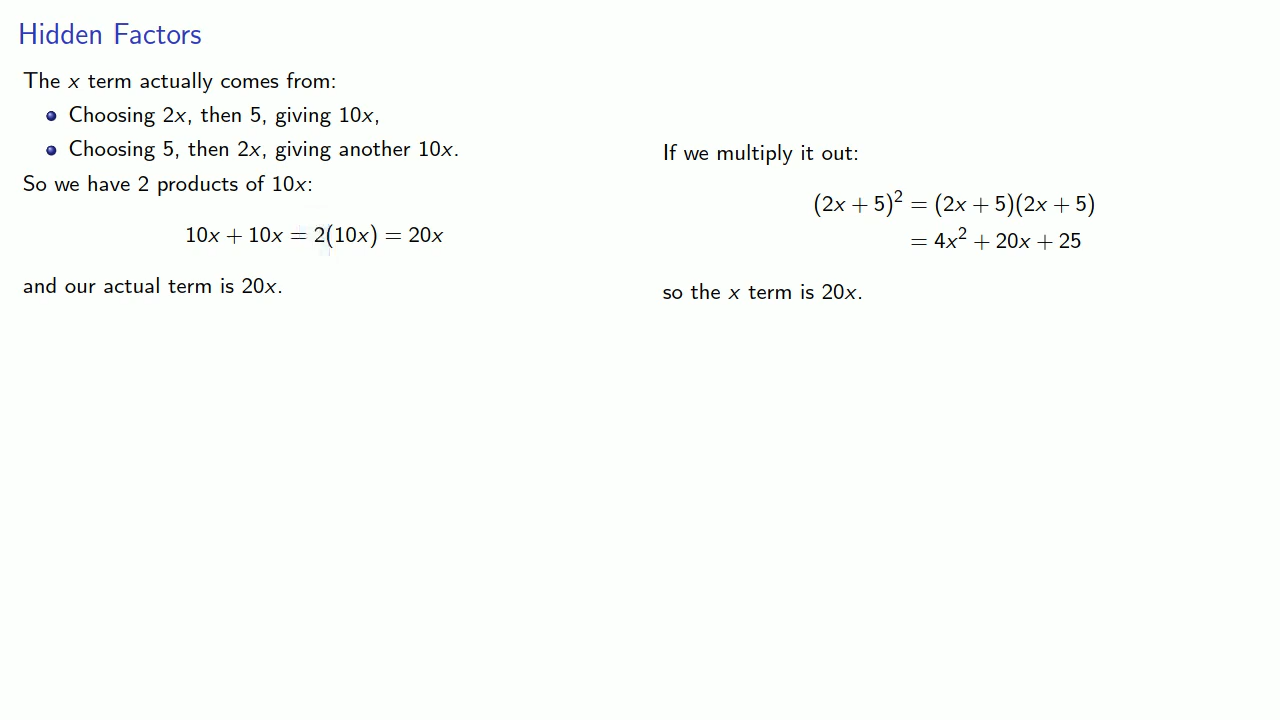 Hidden Factors
The x term actually comes from:
Choosing 2x, then 5, giving 10x,
Choosing 5, then 2x, giving another 10x.
So we have 2 products of 10x:
10x + 10x = 2(10x) = 20x
and our actual term is 20x.
If we multiply it out:
(2x + 5)² = (2x + 5)(2x + 5)
= 4x² + 20x + 25
so the x term is 20x.